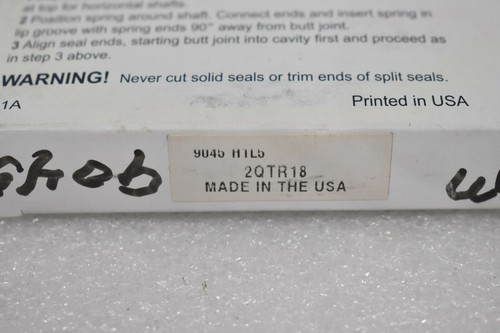 at top for horizontal shafts.
2 Position spring around shaft. Connect ends and insert spring in
lip groove with spring ends 90° away from butt joint.
3 Align seal ends, starting butt joint into cavity first and proceed as
in step 3 above.
WARNING! Never cut solid seals or trim ends of split seals.
1A
Printed in USA
9045 H1L5
2QTR18
MADE IN THE USA